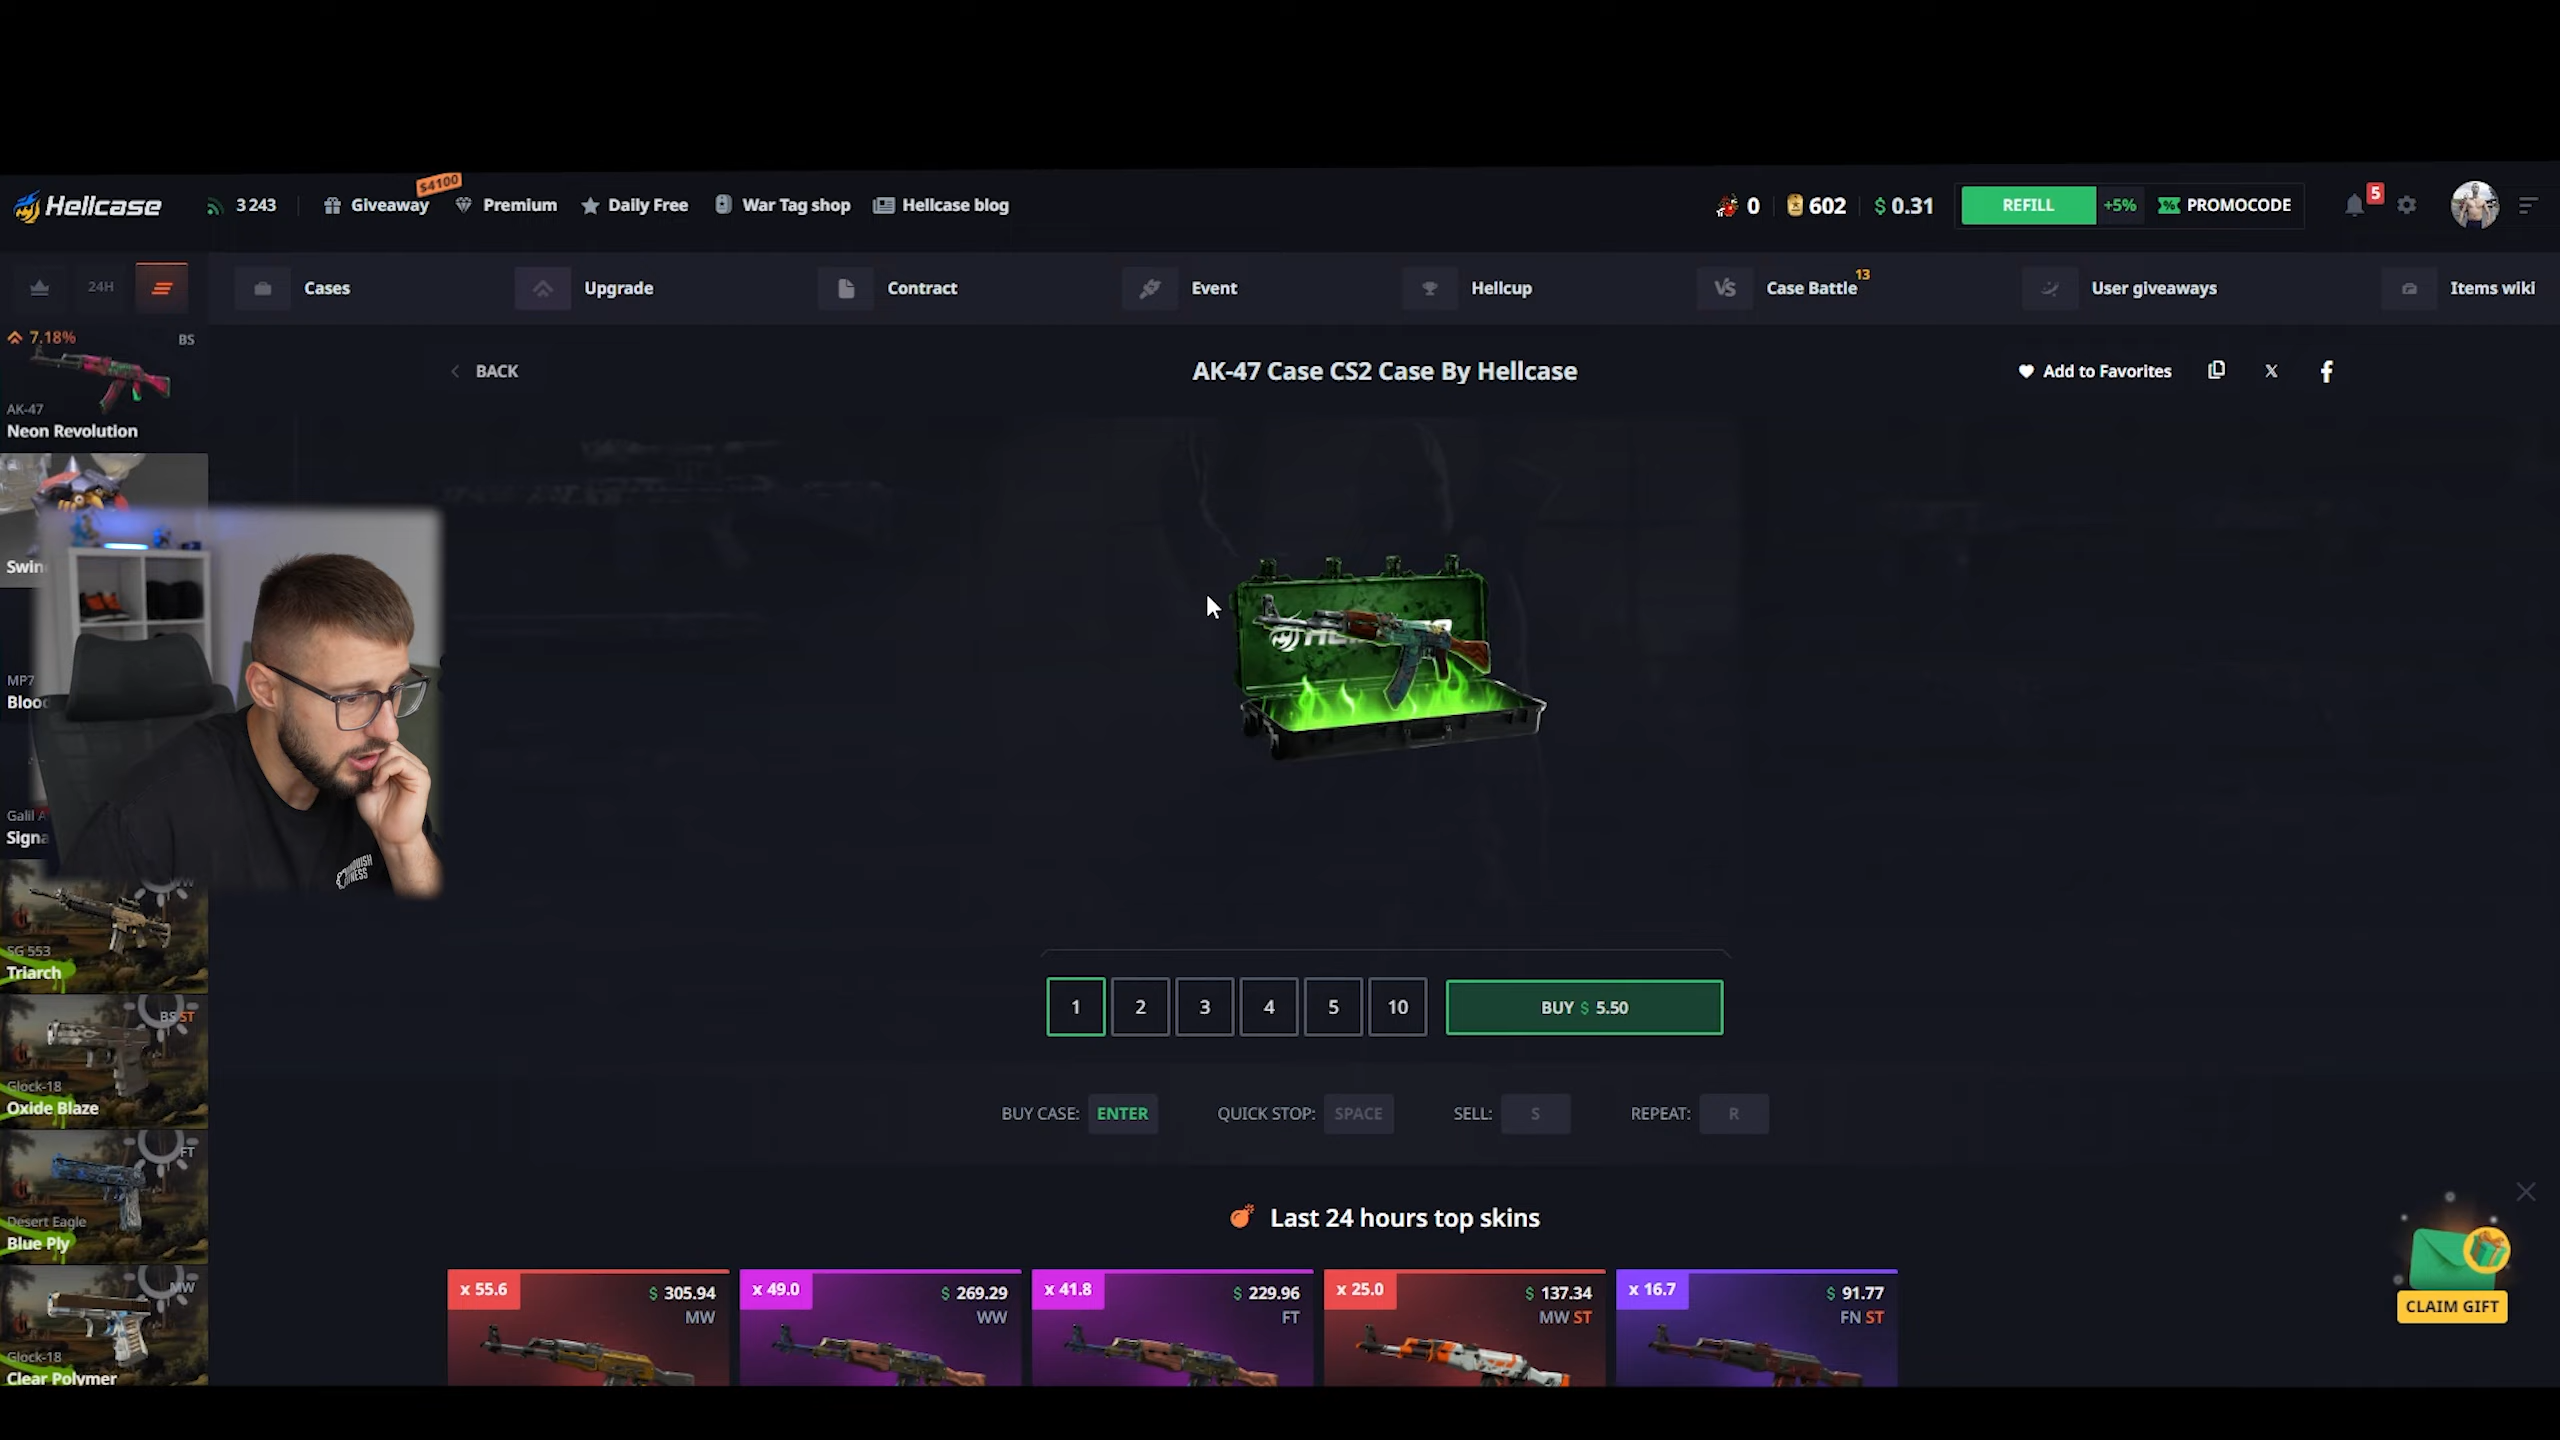 Hellcase
3 243
Giveaway
$4100
Premium
Daily Free
War Tag shop
Hellcase blog
0
602
$ 0.31
REFILL
+5%
PROMOCODE
5
24H
Cases
Upgrade
Contract
Event
Hellcup
VS
Case Battle
13
User giveaways
Items wiki
7.18%
BS
AK-47
Neon Revolution
BACK
AK-47 Case CS2 Case By Hellcase
Add to Favorites
MP7
SG 553
Triarch
BS ST
Glock-18
Oxide Blaze
FT
Desert Eagle
Blue Ply
MW
Glock-18
Clear Polymer
1
2
3
4
5
10
BUY $ 5.50
BUY CASE: ENTER
QUICK STOP: SPACE
SELL: S
REPEAT: R
Last 24 hours top skins
x 55.6
$ 305.94
MW
x 49.0
$ 269.29
WW
x 41.8
$ 229.96
FT
x 25.0
$ 137.34
MW ST
x 16.7
$ 91.77
FN ST
CLAIM GIFT